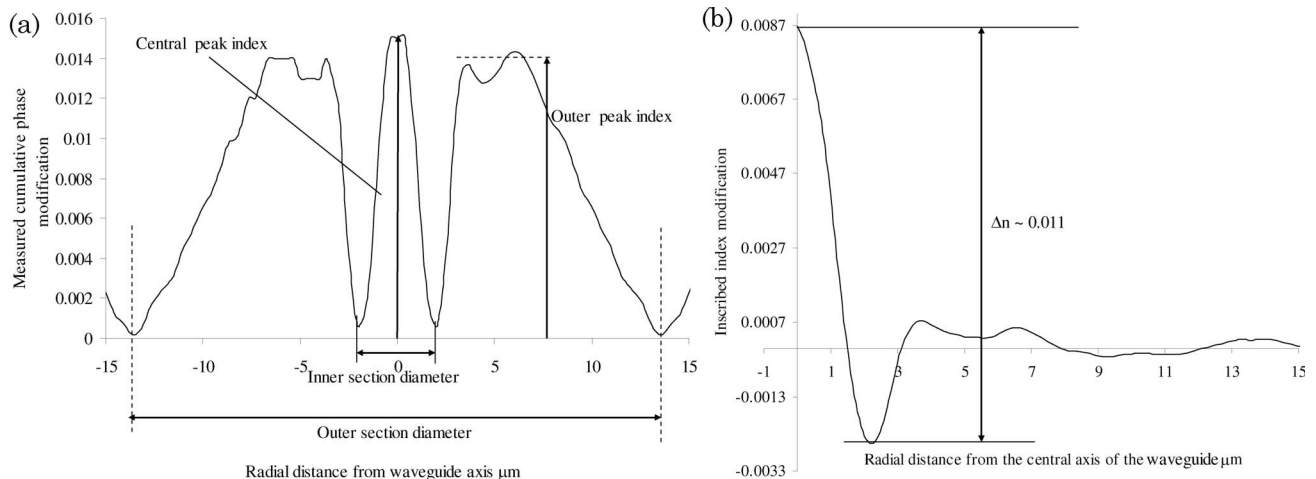 (a)
0.016
0.014
0.012
0.01
0.008
0.006
0.004
0.002
0
Measured cumulative phase
modification
Central peak index
Outer peak index
-15
-10
-5
0
5
10
15
Inner section diameter
Outer section diameter
Radial distance from waveguide axis μm
(b)
0.0087
0.0067
0.0047
0.0027
0.0007
-0.0013
-0.0033
Inscribed index modification
Δn ~ 0.011
-1
1
3
5
7
9
11
13
15
Radial distance from the central axis of the waveguide μm